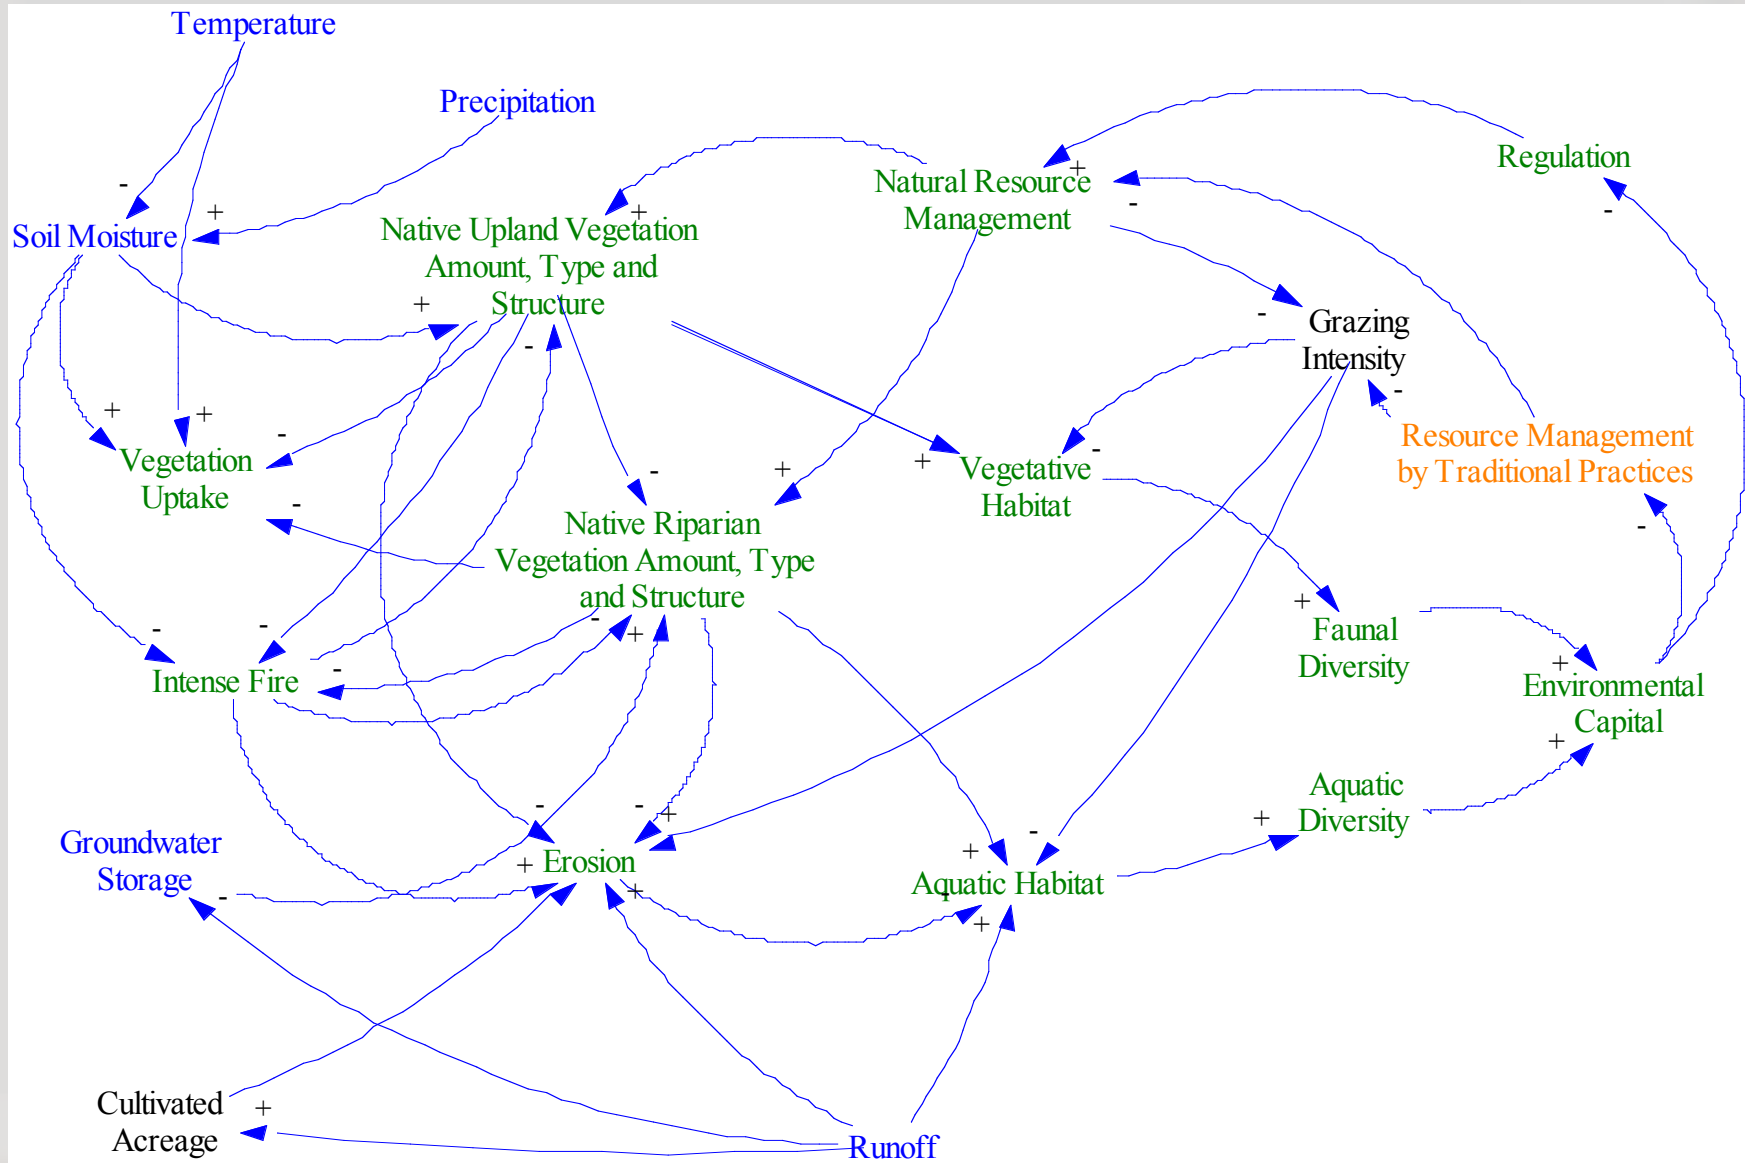 Temperature
Precipitation
Regulation
Natural Resource
Management
+
-
-
+
-
Soil Moisture
+
Native Upland Vegetation
Amount, Type and
Structure
+
-
-
Grazing
Intensity
-
Resource Management
by Traditional Practices
-
+
+
-
-
+
-
Vegetation
Uptake
-
+
Vegetative
Habitat
Native Riparian
Vegetation Amount, Type
and Structure
-
+
-
-
-
+
Faunal
Diversity
Intense Fire
+
Environmental
Capital
+
Aquatic
Diversity
+
-
-
+
Groundwater
Storage
-
+
Erosion
+
+
-
Aquatic Habitat
-
+
Cultivated
Acreage
+
Runoff